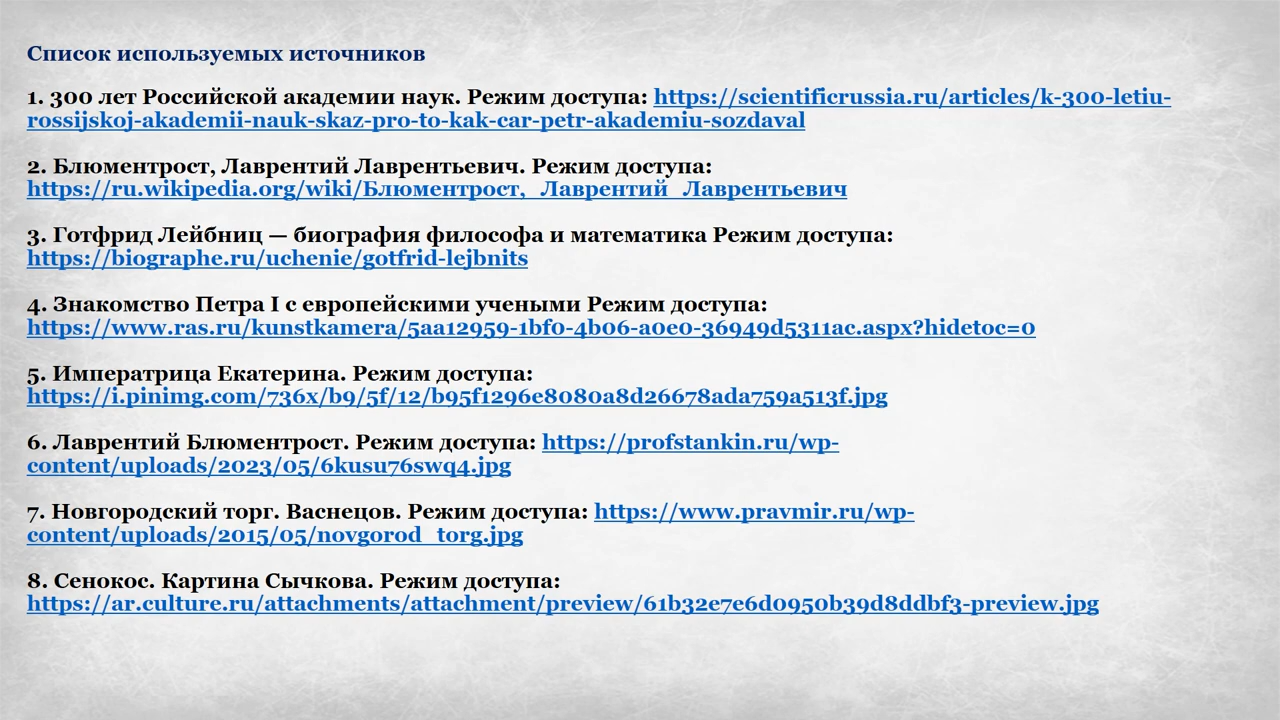 Список используемых источников
1. 300 лет Российской академии наук. Режим доступа: https://scientificrussia.ru/articles/k-300-letiu-
rossijskoj-akademii-nauk-skaz-pro-to-kak-car-petr-akademiu-sozdaval
2. Блюментрост, Лаврентий Лаврентьевич. Режим доступа:
https://ru.wikipedia.org/wiki/Блюментрост,_Лаврентий_Лаврентьевич
3. Готфрид Лейбниц — биография философа и математика Режим доступа:
https://biographe.ru/uchenie/gotfrid-lejbnits
4. Знакомство Петра I с европейскими учеными Режим доступа:
https://www.ras.ru/kunstkamera/5aa12959-1bf0-4b06-a0e0-36949d5311ac.aspx?hidetoc=0
5. Императрица Екатерина. Режим доступа:
https://i.pinimg.com/736x/b9/5f/12/b95f1296e8080a8d26678ada759a513f.jpg
6. Лаврентий Блюментрост. Режим доступа: https://profstankin.ru/wp-
content/uploads/2023/05/6kusu76swq4.jpg
7. Новгородский торг. Васнецов. Режим доступа: https://www.pravmir.ru/wp-
content/uploads/2015/05/novgorod_torg.jpg
8. Сенокос. Картина Сычкова. Режим доступа:
https://ar.culture.ru/attachments/attachment/preview/61b32e7e6d0950b39d8ddbf3-preview.jpg